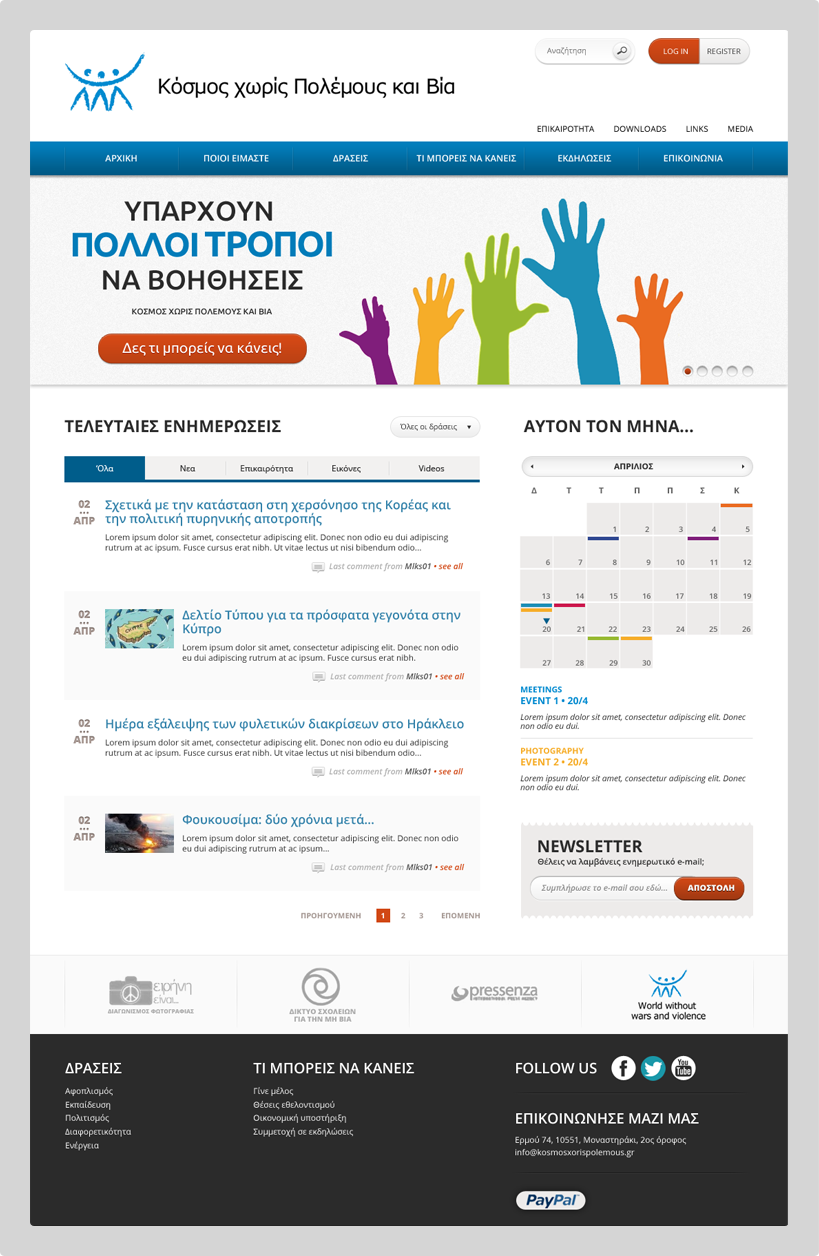 Αναζήτηση
LOG IN
REGISTER
Κόσμος χωρίς Πολέμους και Βία
ΕΠΙΚΑΙΡΟΤΗΤΑ DOWNLOADS LINKS MEDIA
ΑΡΧΙΚΗ ΠΟΙΟΙ ΕΙΜΑΣΤΕ ΔΡΑΣΕΙΣ ΤΙ ΜΠΟΡΕΙΣ ΝΑ ΚΑΝΕΙΣ ΕΚΔΗΛΩΣΕΙΣ ΕΠΙΚΟΙΝΩΝΙΑ
ΥΠΑΡΧΟΥΝ
ΠΟΛΛΟΙ ΤΡΟΠΟΙ
ΝΑ ΒΟΗΘΗΣΕΙΣ
ΚΟΣΜΟΣ ΧΩΡΙΣ ΠΟΛΕΜΟΥΣ ΚΑΙ ΒΙΑ
Δες τι μπορείς να κάνεις!
ΤΕΛΕΥΤΑΙΕΣ ΕΝΗΜΕΡΩΣΕΙΣ
Όλες οι δράσεις
Όλα Νεα Επικαιρότητα Εικόνες Videos
02
ΑΠΡ
Σχετικά με την κατάσταση στη χερσόνησο της Κορέας και
την πολιτική πυρηνικής αποτροπής
Lorem ipsum dolor sit amet, consectetur adipiscing elit. Donec non odio eu dui adipiscing
rutrum at ac ipsum. Fusce cursus erat nibh. Ut vitae lectus ut nisi bibendum odio...
Last comment from Mlks01 • see all
02
ΑΠΡ
Δελτίο Τύπου για τα πρόσφατα γεγονότα στην
Κύπρο
Lorem ipsum dolor sit amet, consectetur adipiscing elit. Donec non odio
eu dui adipiscing rutrum at ac ipsum. Fusce cursus erat nibh.
Last comment from Mlks01 • see all
02
ΑΠΡ
Ημέρα εξάλειψης των φυλετικών διακρίσεων στο Ηράκλειο
Lorem ipsum dolor sit amet, consectetur adipiscing elit. Donec non odio eu dui adipiscing
rutrum at ac ipsum. Fusce cursus erat nibh. Ut vitae lectus ut nisi bibendum odio...
Last comment from Mlks01 • see all
02
ΑΠΡ
Φουκουσίμα: δύο χρόνια μετά...
Lorem ipsum dolor sit amet, consectetur adipiscing elit. Donec non odio
eu dui adipiscing rutrum at ac ipsum...
Last comment from Mlks01 • see all
ΠΡΟΗΓΟΥΜΕΝΗ 1 2 3 ΕΠΟΜΕΝΗ
ΑΥΤΟΝ ΤΟΝ ΜΗΝΑ...
ΑΠΡΙΛΙΟΣ
Δ Τ Τ Π Π Σ Κ
1 2 3 4 5
6 7 8 9 10 11 12
13 14 15 16 17 18 19
20 21 22 23 24 25 26
27 28 29 30
MEETINGS
EVENT 1 • 20/4
Lorem ipsum dolor sit amet, consectetur adipiscing elit. Donec
non odio eu dui.
PHOTOGRAPHY
EVENT 2 • 20/4
Lorem ipsum dolor sit amet, consectetur adipiscing elit. Donec
non odio eu dui.
NEWSLETTER
Θέλεις να λαμβάνεις ενημερωτικό e-mail;
Συμπλήρωσε το e-mail σου εδώ...
ΑΠΟΣΤΟΛΗ
ειρήνη
είναι...
ΔΙΑΓΩΝΙΣΜΟΣ ΦΩΤΟΓΡΑΦΙΑΣ
ΔΙΚΤΥΟ ΣΧΟΛΕΙΩΝ
ΓΙΑ ΤΗΝ ΜΗ ΒΙΑ
pressenza
INTERNATIONAL PRESS AGENCY
World without
wars and violence
ΔΡΑΣΕΙΣ
Αφοπλισμός
Εκπαίδευση
Πολιτισμός
Διαφορετικότητα
Ενέργεια
ΤΙ ΜΠΟΡΕΙΣ ΝΑ ΚΑΝΕΙΣ
Γίνε μέλος
Θέσεις εθελοντισμού
Οικονομική υποστήριξη
Συμμετοχή σε εκδηλώσεις
FOLLOW US
You
Tube
ΕΠΙΚΟΙΝΩΝΗΣΕ ΜΑΖΙ ΜΑΣ
Ερμού 74, 10551, Μοναστηράκι, 2ος όροφος
info@kosmosxorispolemous.gr
PayPal